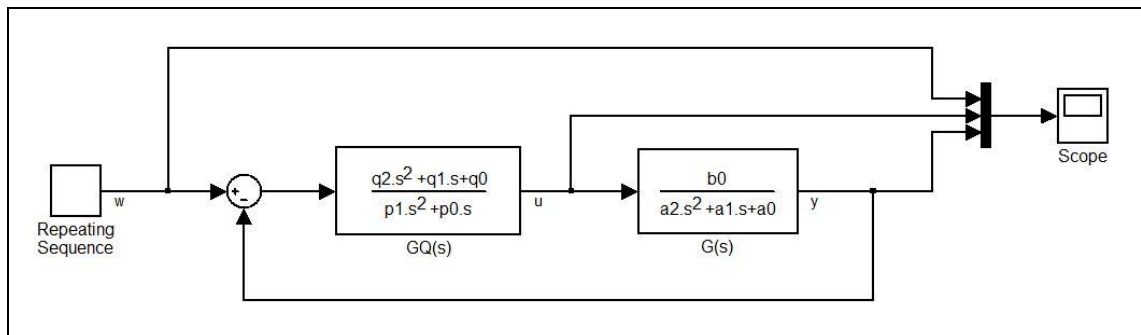 Repeating
Sequence
w
+
-
q2.s2 +q1.s+q0
p1.s2 +p0.s
GQ(s)
u
b0
a2.s2 +a1.s+a0
G(s)
y
Scope